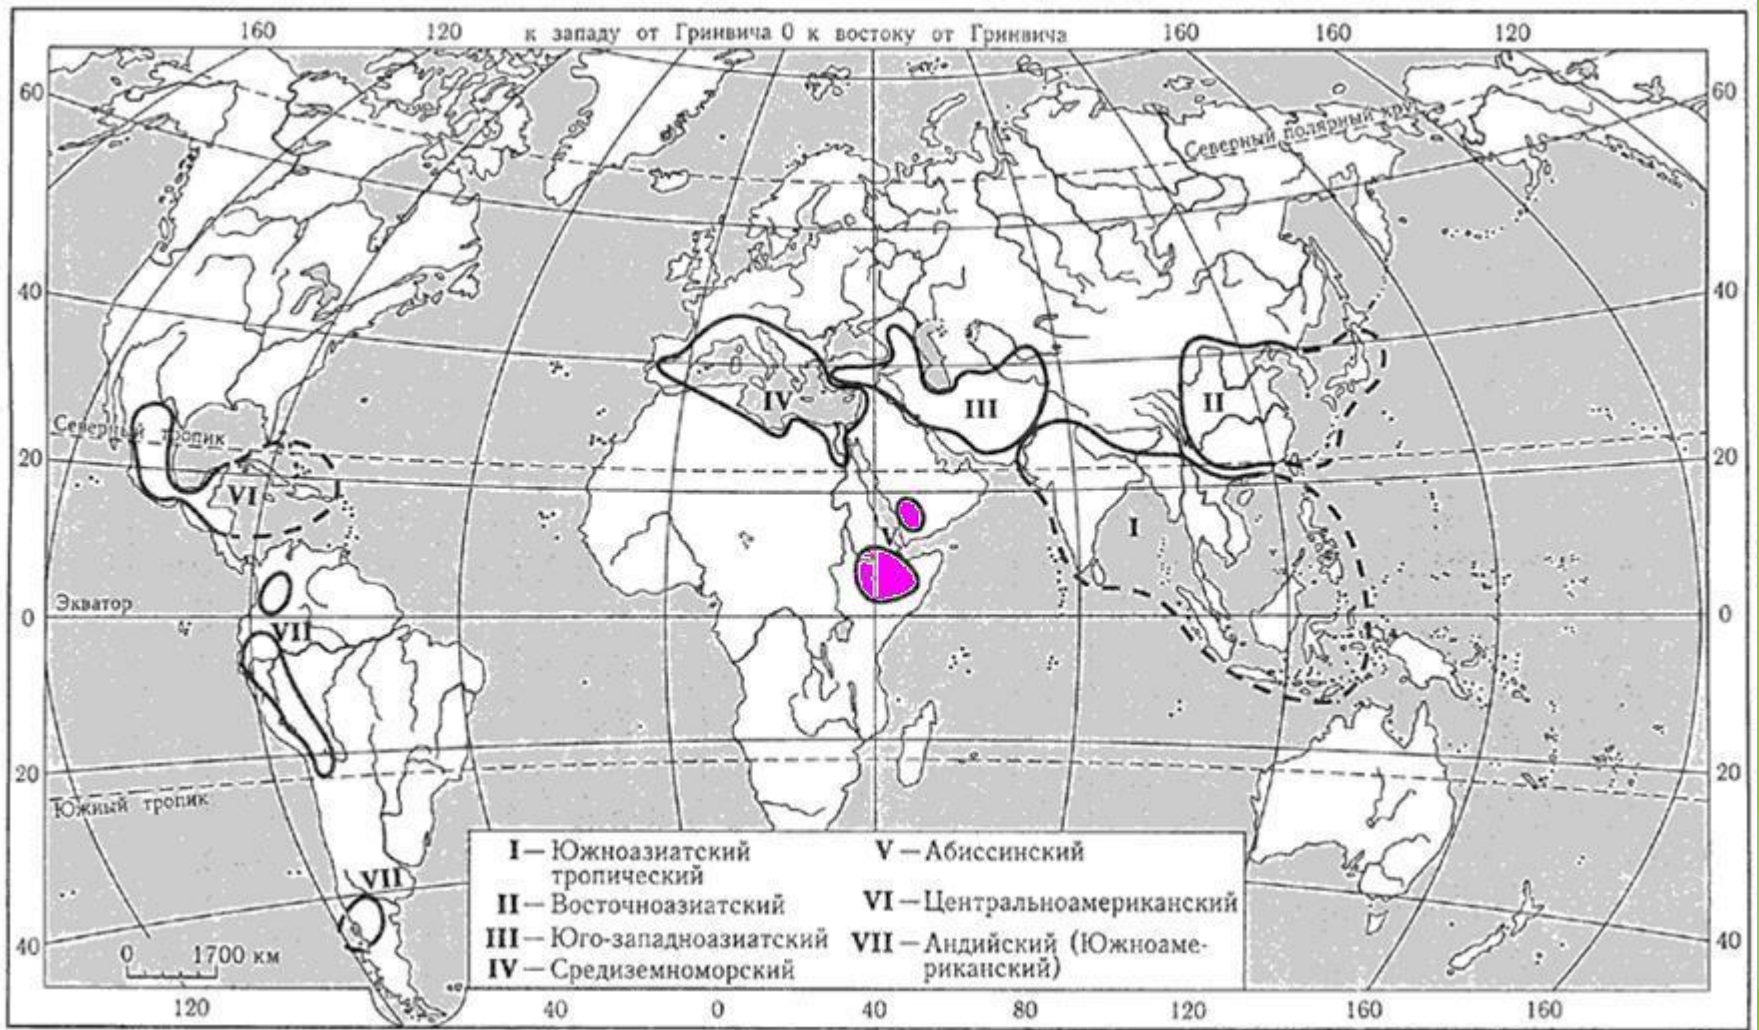 160 120 к западу от Гринвича 0 к востоку от Гринвича 160 160 120
60 60
Северный полярный круг
40 40
IV III II
Северный тропик
20 20
VI
I
V
Экватор
0 0
VII
20 20
Южный тропик
VII
I — Южноазиатский
тропический
II — Восточноазиатский
III — Юго-западноазиатский
IV — Средиземноморский
V — Абиссинский
VI — Центральноамериканский
VII — Андийский (Южноаме-
риканский)
40 40
0 1700 км
120 40 0 40 80 120 160 160